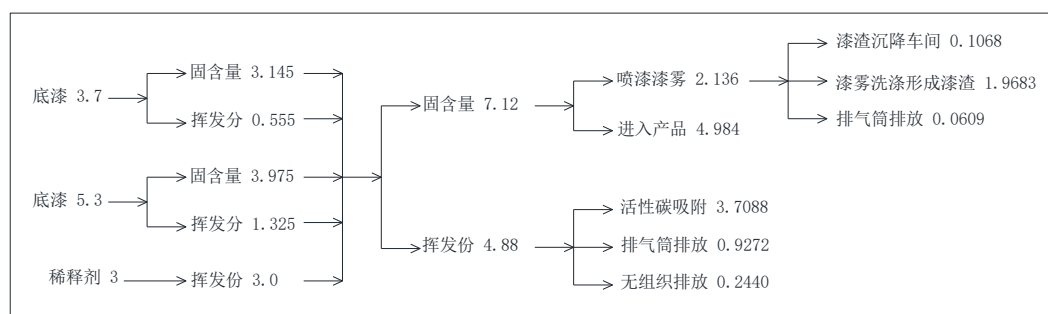 底漆 3.7
固含量 3.145
挥发分 0.555
底漆 5.3
固含量 3.975
挥发分 1.325
稀释剂 3
挥发份 3.0
固含量 7.12
喷漆漆雾 2.136
漆渣沉降车间 0.1068
漆雾洗涤形成漆渣 1.9683
排气筒排放 0.0609
进入产品 4.984
挥发份 4.88
活性碳吸附 3.7088
排气筒排放 0.9272
无组织排放 0.2440